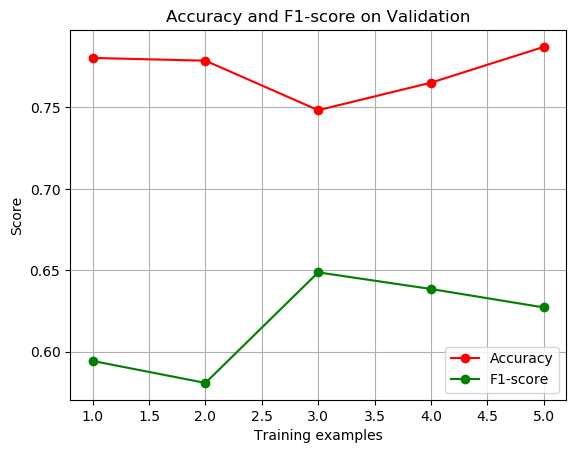 Accuracy and F1-score on Validation
Score
0.75
0.70
0.65
0.60
Accuracy
F1-score
1.0 1.5 2.0 2.5 3.0 3.5 4.0 4.5 5.0
Training examples